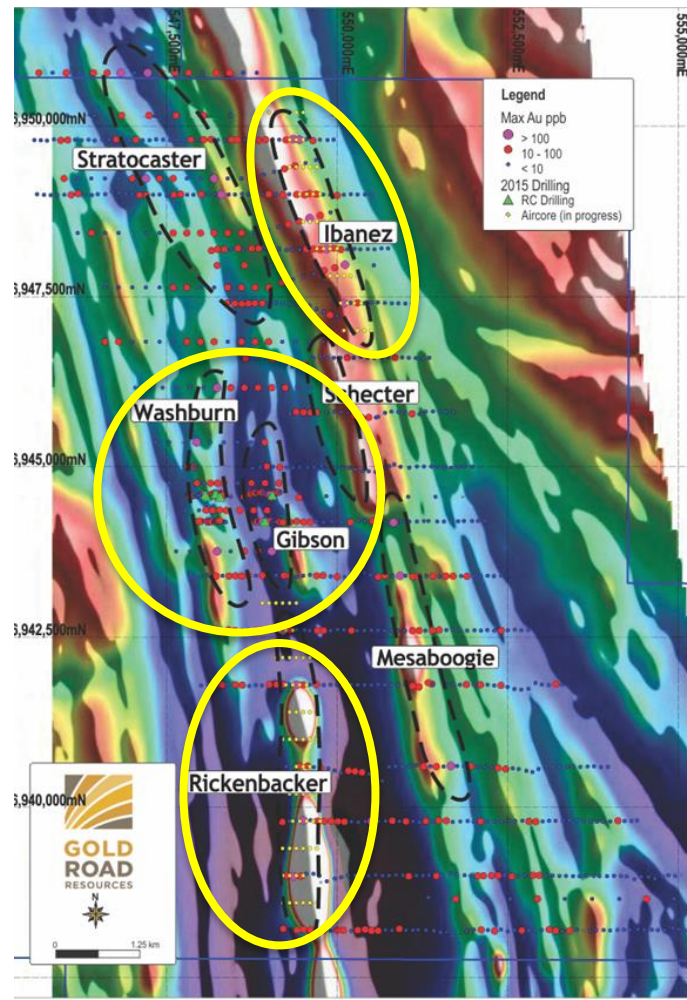 547,500mE
550,000mE
552,500mE
555,000mE
Legend
Max Au ppb
> 100
10 - 100
< 10
2015 Drilling
RC Drilling
Aircore (in progress)
6,950,000mN
Stratocaster
Ibanez
6,947,500mN
Schecter
Washburn
6,945,000mN
Gibson
6,942,500mN
Mesaboogie
Rickenbacker
6,940,000mN
GOLD
ROAD
RESOURCES
N
0 1.25 km